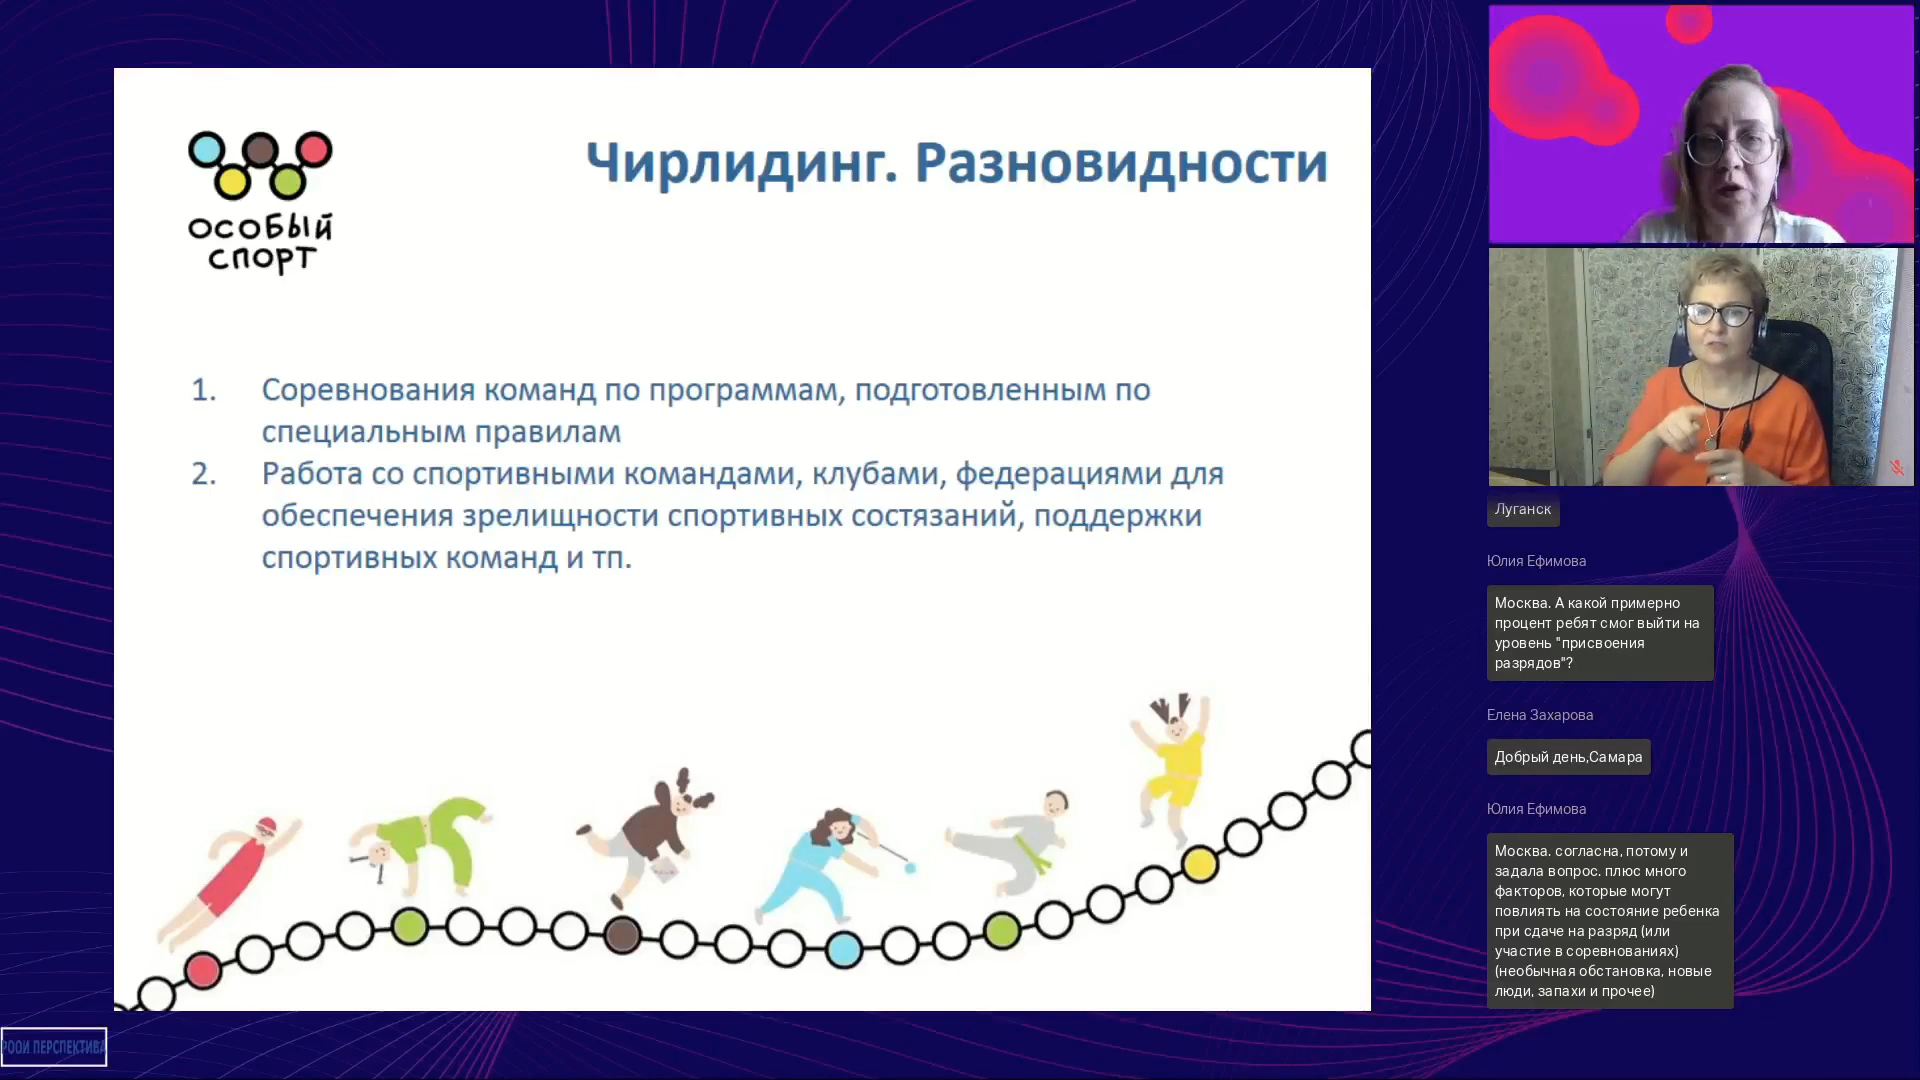 ОСОБЫЙ
СПОРТ
Чирлидинг. Разновидности
1. Соревнования команд по программам, подготовленным по
специальным правилам
2. Работа со спортивными командами, клубами, федерациями для
обеспечения зрелищности спортивных состязаний, поддержки
спортивных команд и тп.
Луганск
Юлия Ефимова
Москва. А какой примерно
процент ребят смог выйти на
уровень "присвоения
разрядов"?
Елена Захарова
Добрый день,Самара
Юлия Ефимова
Москва. согласна, потому и
задала вопрос. плюс много
факторов, которые могут
повлиять на состояние ребенка
при сдаче на разряд (или
участие в соревнованиях)
(необычная обстановка, новые
люди, запахи и прочее)
РООИ ПЕРСПЕКТИВА